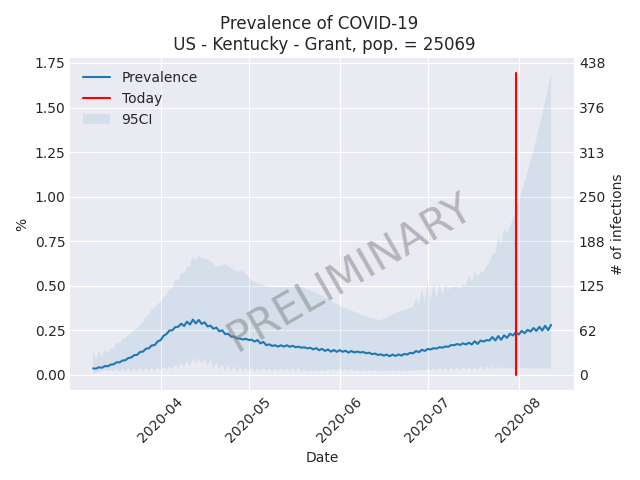 Prevalence of COVID-19
US - Kentucky - Grant, pop. = 25069
Prevalence
Today
95CI
PRELIMINARY
1.75
1.50
1.25
1.00
0.75
0.50
0.25
0.00
%
438
376
313
250
188
125
62
0
# of infections
2020-04
2020-05
2020-06
2020-07
2020-08
Date